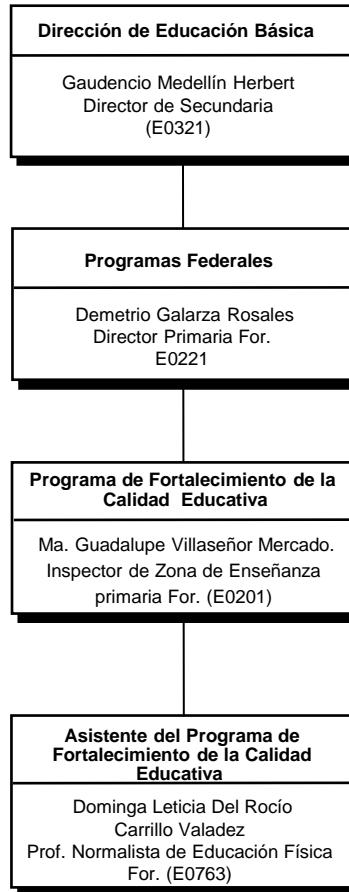 Dirección de Educación Básica
Gaudencio Medellín Herbert
Director de Secundaria
(E0321)
Programas Federales
Demetrio Galarza Rosales
Director Primaria For.
E0221
Programa de Fortalecimiento de la
Calidad Educativa
Ma. Guadalupe Villaseñor Mercado.
Inspector de Zona de Enseñanza
primaria For. (E0201)
Asistente del Programa de
Fortalecimiento de la Calidad
Educativa
Dominga Leticia Del Rocío
Carrillo Valadez
Prof. Normalista de Educación Física
For. (E0763)